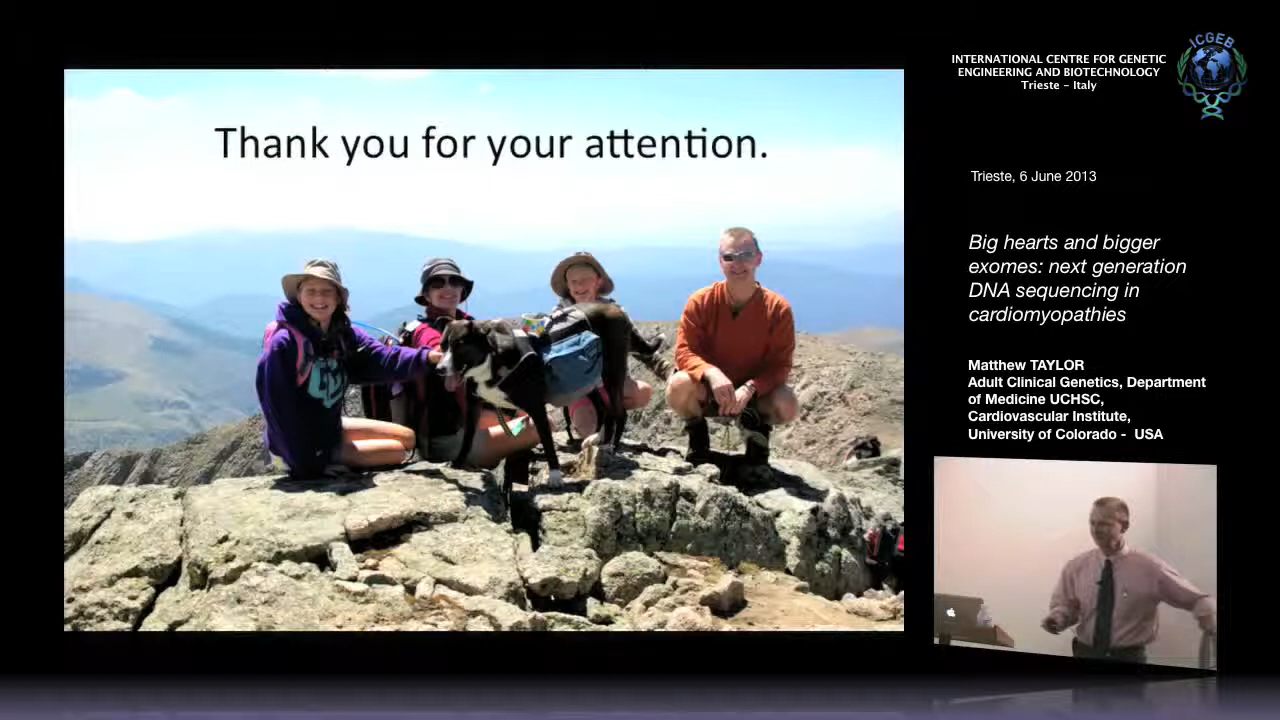 Thank you for your attention.
ICGEB
INTERNATIONAL CENTRE FOR GENETIC
ENGINEERING AND BIOTECHNOLOGY
Trieste - Italy
Trieste, 6 June 2013
Big hearts and bigger
exomes: next generation
DNA sequencing in
cardiomyopathies
Matthew TAYLOR
Adult Clinical Genetics, Department
of Medicine UCHSC,
Cardiovascular Institute,
University of Colorado - USA